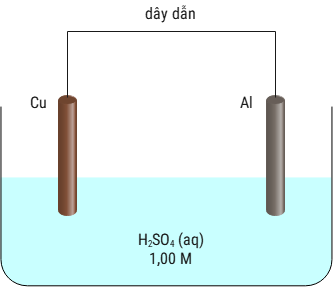 dây dẫn
Cu
Al
H₂SO₄ (aq)
1,00 M